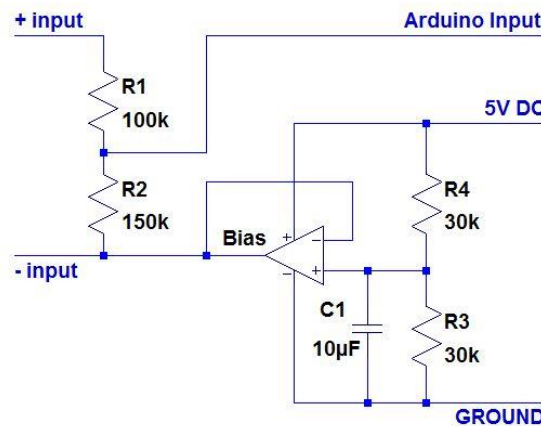 + input
Arduino Input
R1
100k
5V DC
R2
150k
R4
30k
Bias
+
−
−
+
- input
C1
10µF
R3
30k
GROUND